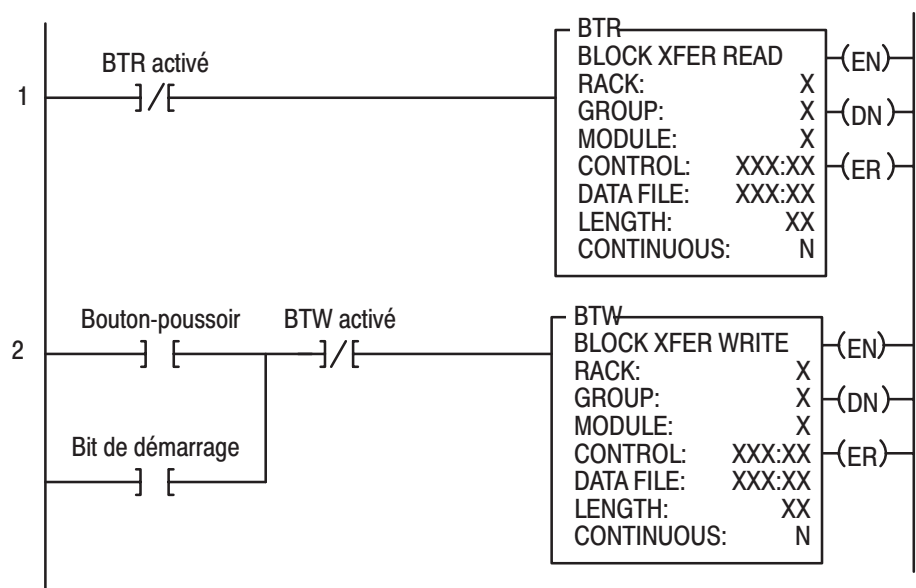 BTR
BTR activé
BLOCK XFER READ
(EN)
1
RACK: X
GROUP: X
(DN)
MODULE: X
CONTROL: XXX:XX
(ER)
DATA FILE: XXX:XX
LENGTH: XX
CONTINUOUS: N
Bouton-poussoir
BTW activé
BTW
2
BLOCK XFER WRITE
(EN)
RACK: X
GROUP: X
(DN)
MODULE: X
Bit de démarrage
CONTROL: XXX:XX
(ER)
DATA FILE: XXX:XX
LENGTH: XX
CONTINUOUS: N